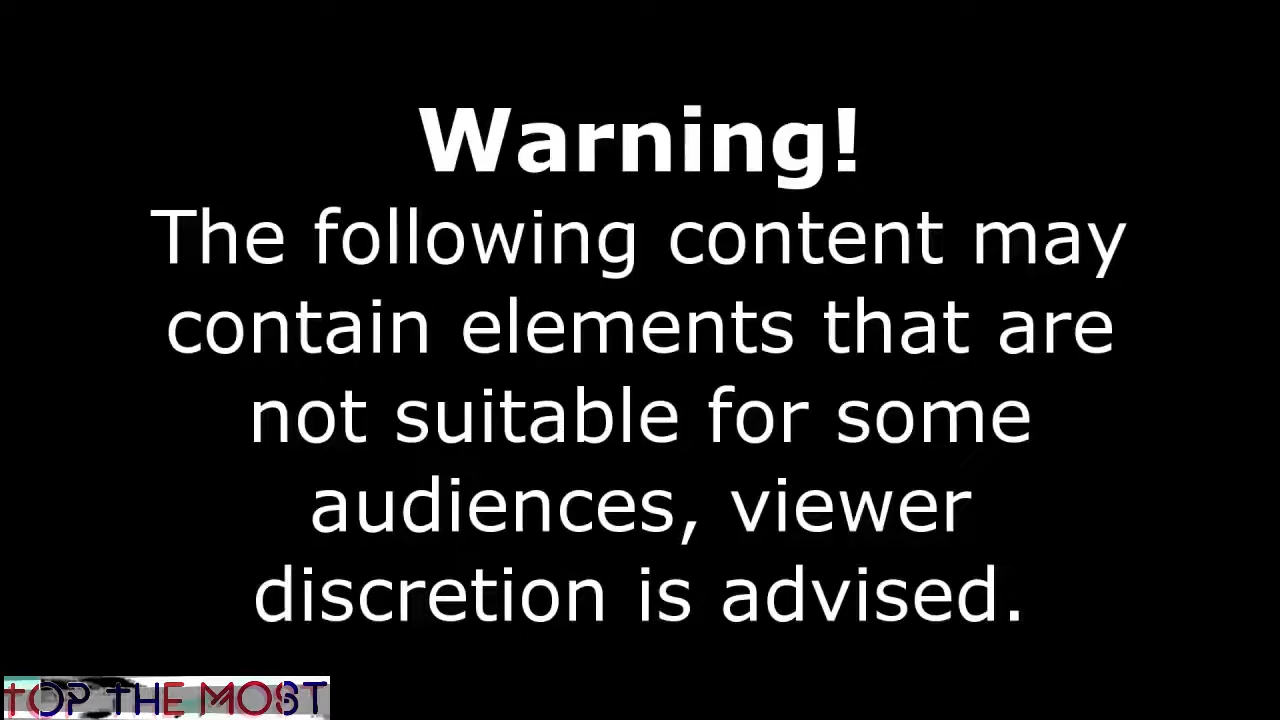 Warning!
The following content may
contain elements that are
not suitable for some
audiences, viewer
discretion is advised.
TOP THE MOST